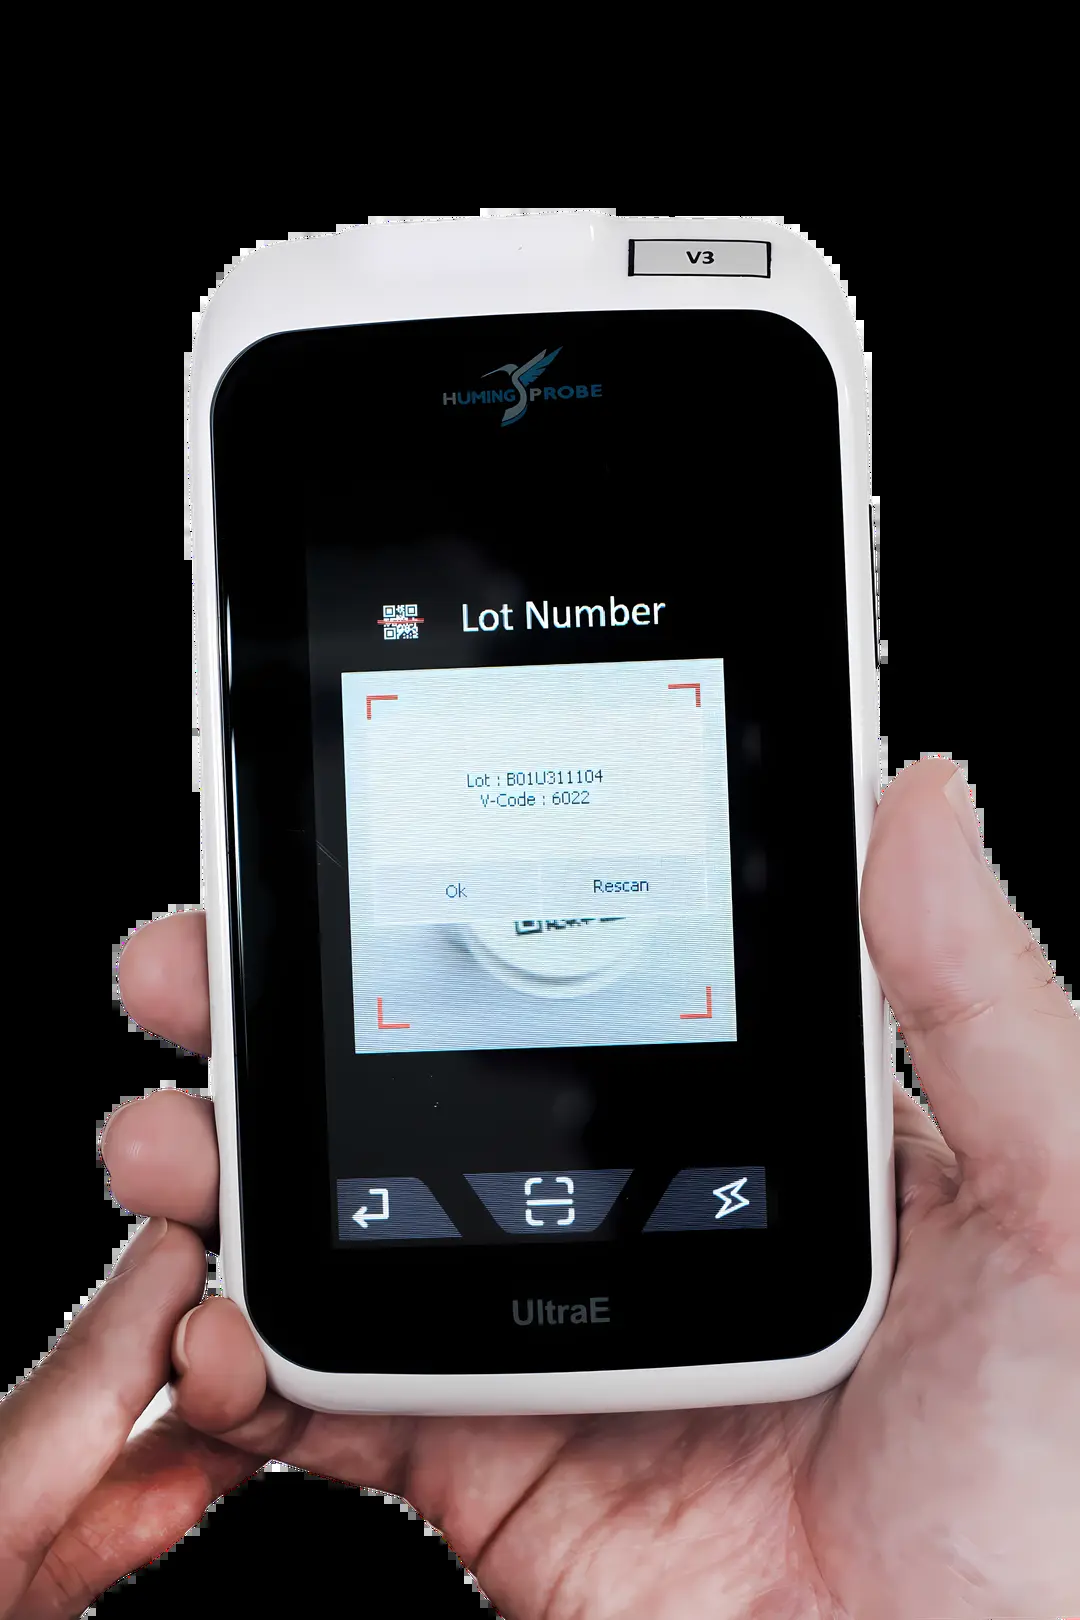 V3
HUMING PROBE
Lot Number
Lot : B01U311104
V-Code : 6022
Ok Rescan
UltraE